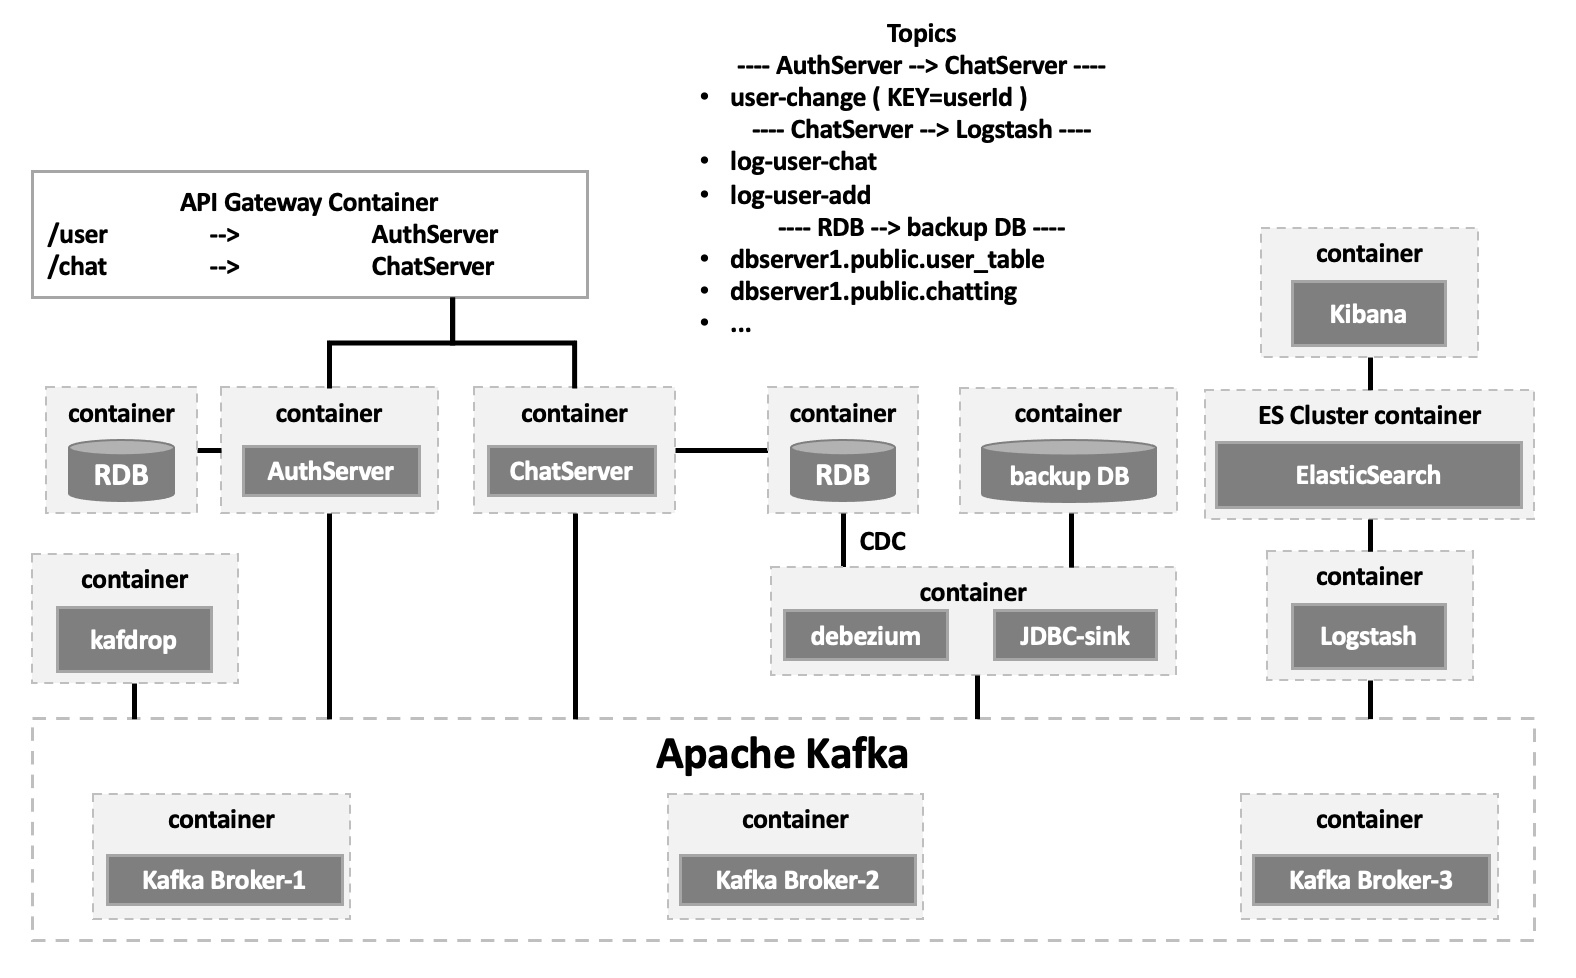 Topics
---- AuthServer --> ChatServer ----
• user-change ( KEY=userId )
---- ChatServer --> Logstash ----
• log-user-chat
• log-user-add
---- RDB --> backup DB ----
• dbserver1.public.user_table
• dbserver1.public.chatting
• ...
API Gateway Container
/user --> AuthServer
/chat --> ChatServer
container
Kibana
container
RDB
container
AuthServer
container
ChatServer
container
RDB
container
backup DB
ES Cluster container
ElasticSearch
CDC
container
kafdrop
container
debezium
JDBC-sink
container
Logstash
Apache Kafka
container
Kafka Broker-1
container
Kafka Broker-2
container
Kafka Broker-3